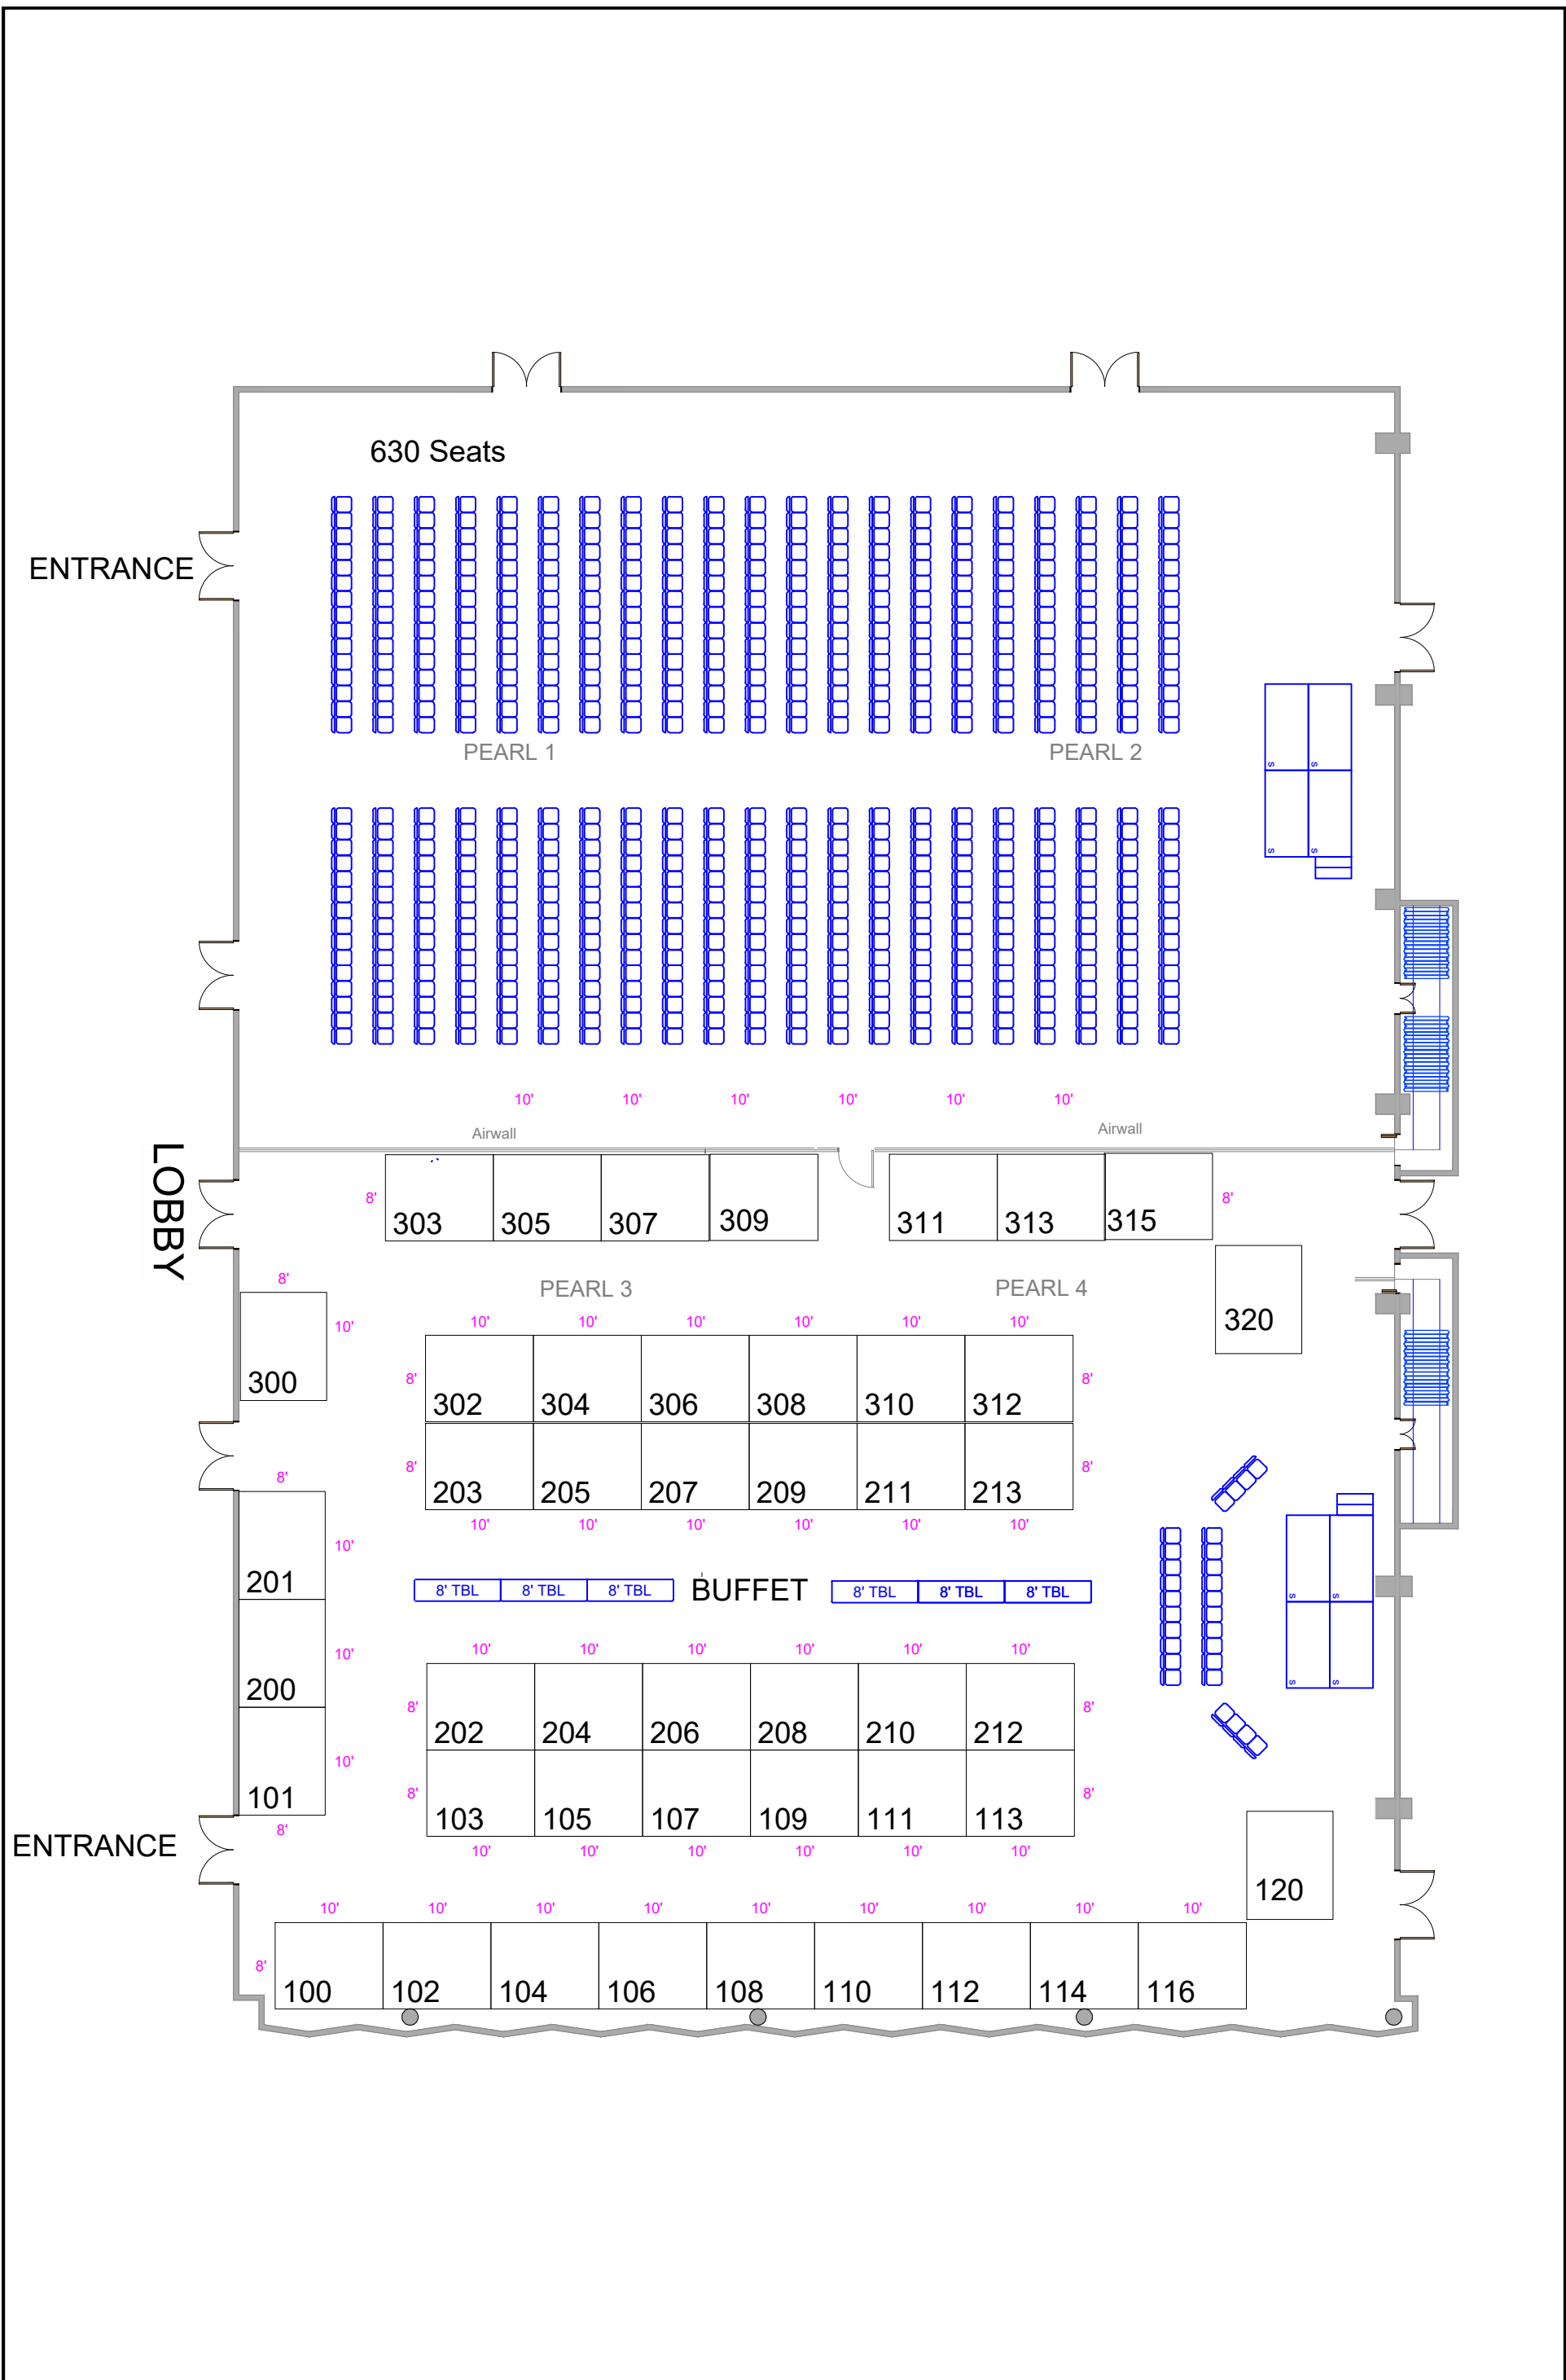 630 Seats
ENTRANCE
PEARL 1 PEARL 2
S S
S S
10' 10' 10' 10' 10' 10'
Airwall Airwall
LOBBY
8' 8'
303 305 307 309 311 313 315
8'
PEARL 3 PEARL 4
10' 10' 10' 10' 10' 10' 10'
320
300
8' 8'
302 304 306 308 310 312
8' 8' 8'
203 205 207 209 211 213
10' 10' 10' 10' 10' 10'
10'
201
8' TBL 8' TBL 8' TBL BUFFET 8' TBL 8' TBL 8' TBL
S S
10' 10' 10' 10' 10' 10'
10'
200
S S
8' 8'
202 204 206 208 210 212
10'
101
8' 8'
103 105 107 109 111 113
8'
ENTRANCE
10' 10' 10' 10' 10' 10'
120
10' 10' 10' 10' 10' 10' 10' 10' 10'
8'
100 102 104 106 108 110 112 114 116